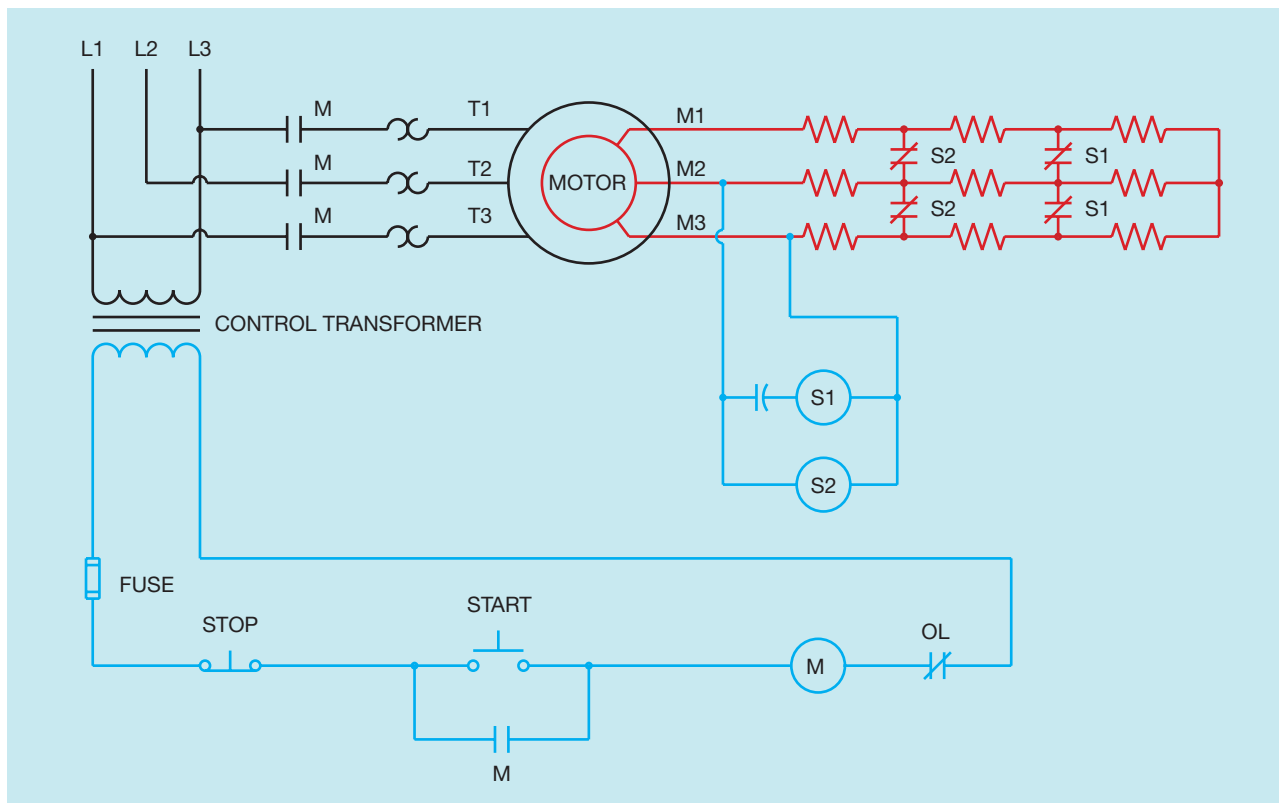 L1 L2 L3
M T1 M1
S2 S1
M T2 MOTOR M2
S2 S1
M T3 M3
CONTROL TRANSFORMER
S1
S2
FUSE
START
STOP
OL
M
M